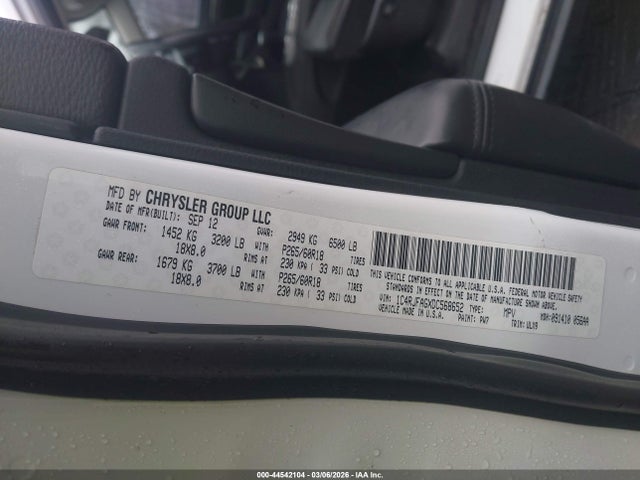 MFD BY CHRYSLER GROUP LLC
DATE OF MFR(BUILT): SEP 12 GVWR: 2949 KG 6500 LB
GAWR FRONT: 1452 KG 3200 LB WITH P265/60R18 TIRES
18X8.0 RIMS AT 230 KPA ( 33 PSI) COLD
GAWR REAR: 1679 KG 3700 LB WITH P265/60R18 TIRES
18X8.0 RIMS AT 230 KPA ( 33 PSI) COLD
THIS VEHICLE CONFORMS TO ALL APPLICABLE U.S.A. FEDERAL MOTOR VEHICLE SAFETY
STANDARDS IN EFFECT ON THE DATE OF MANUFACTURE SHOWN ABOVE.
VIN: TYPE: MPV
VEHICLE MADE IN U.S.A. PAINT: PW7 TRIM:
000-44542104 - 03/06/2026 - IAA Inc.